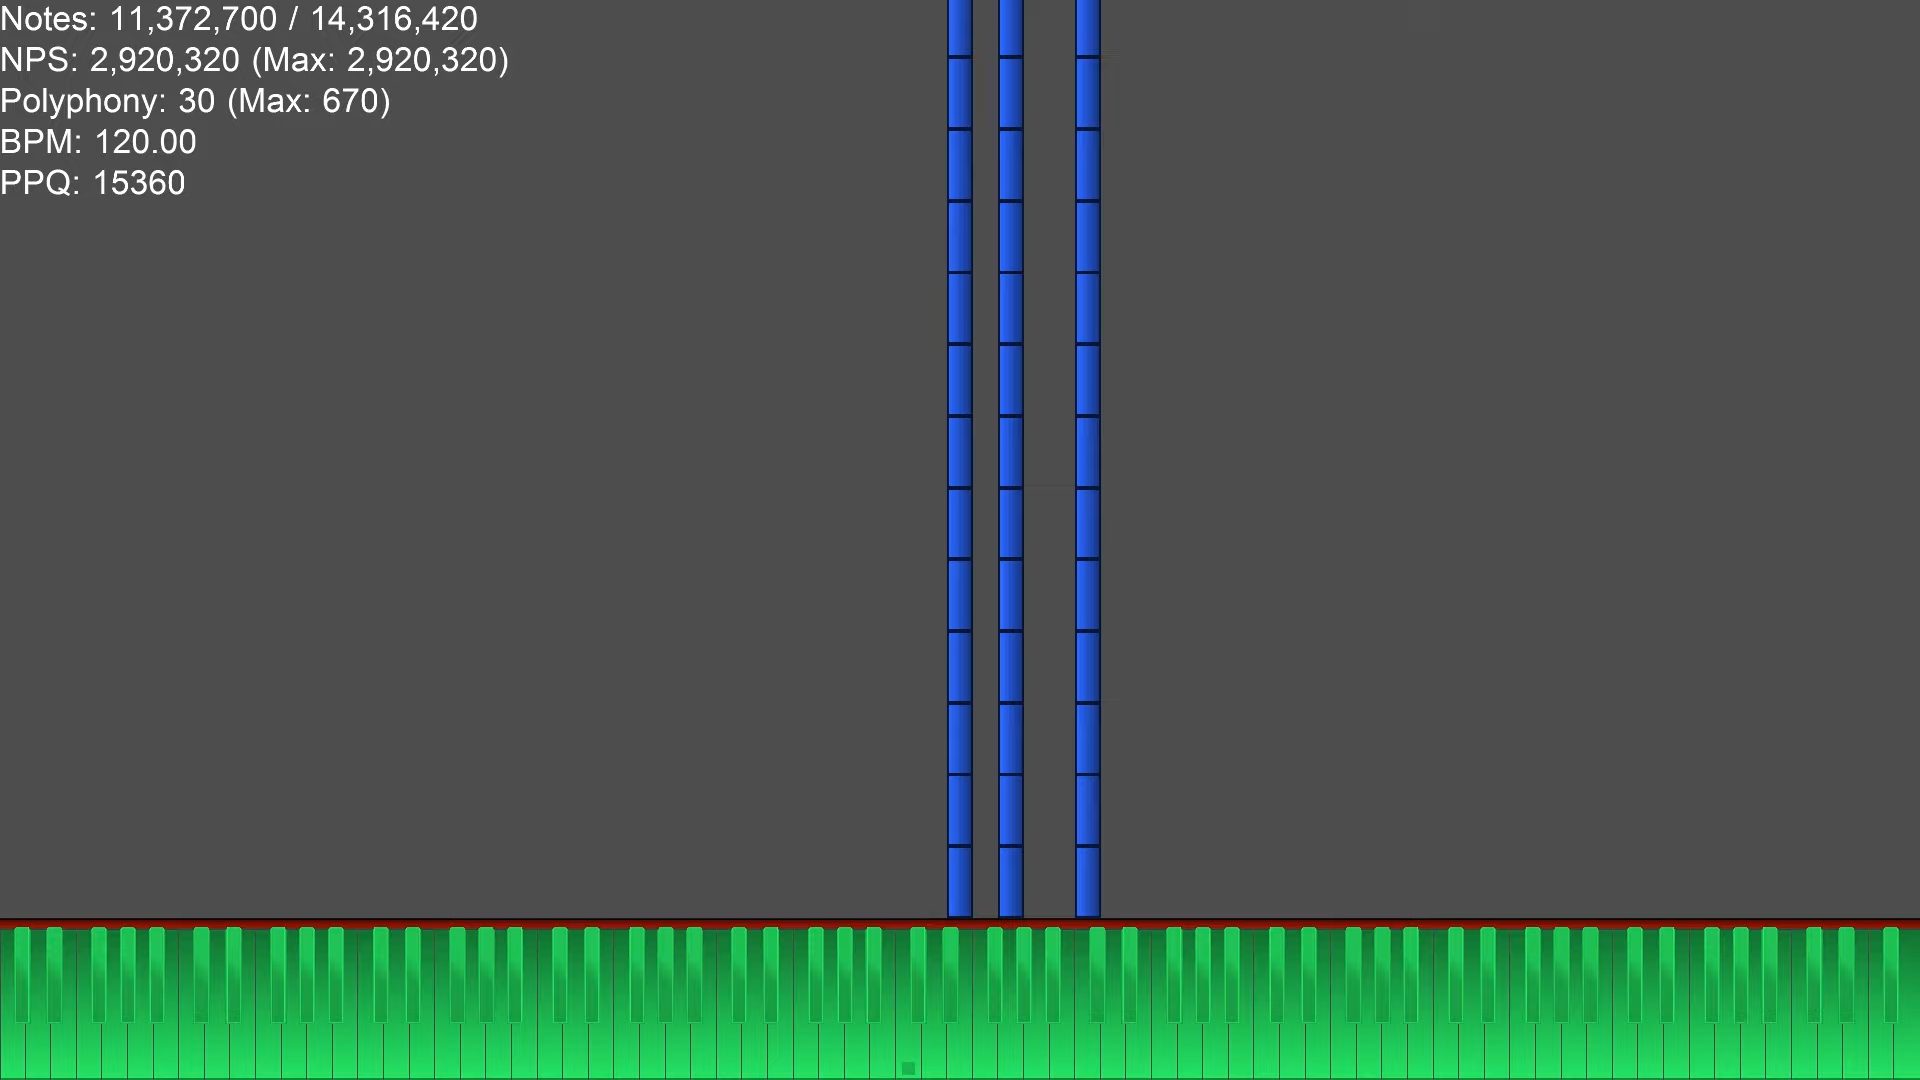 Notes: 11,372,700 / 14,316,420
NPS: 2,920,320 (Max: 2,920,320)
Polyphony: 30 (Max: 670)
BPM: 120.00
PPQ: 15360